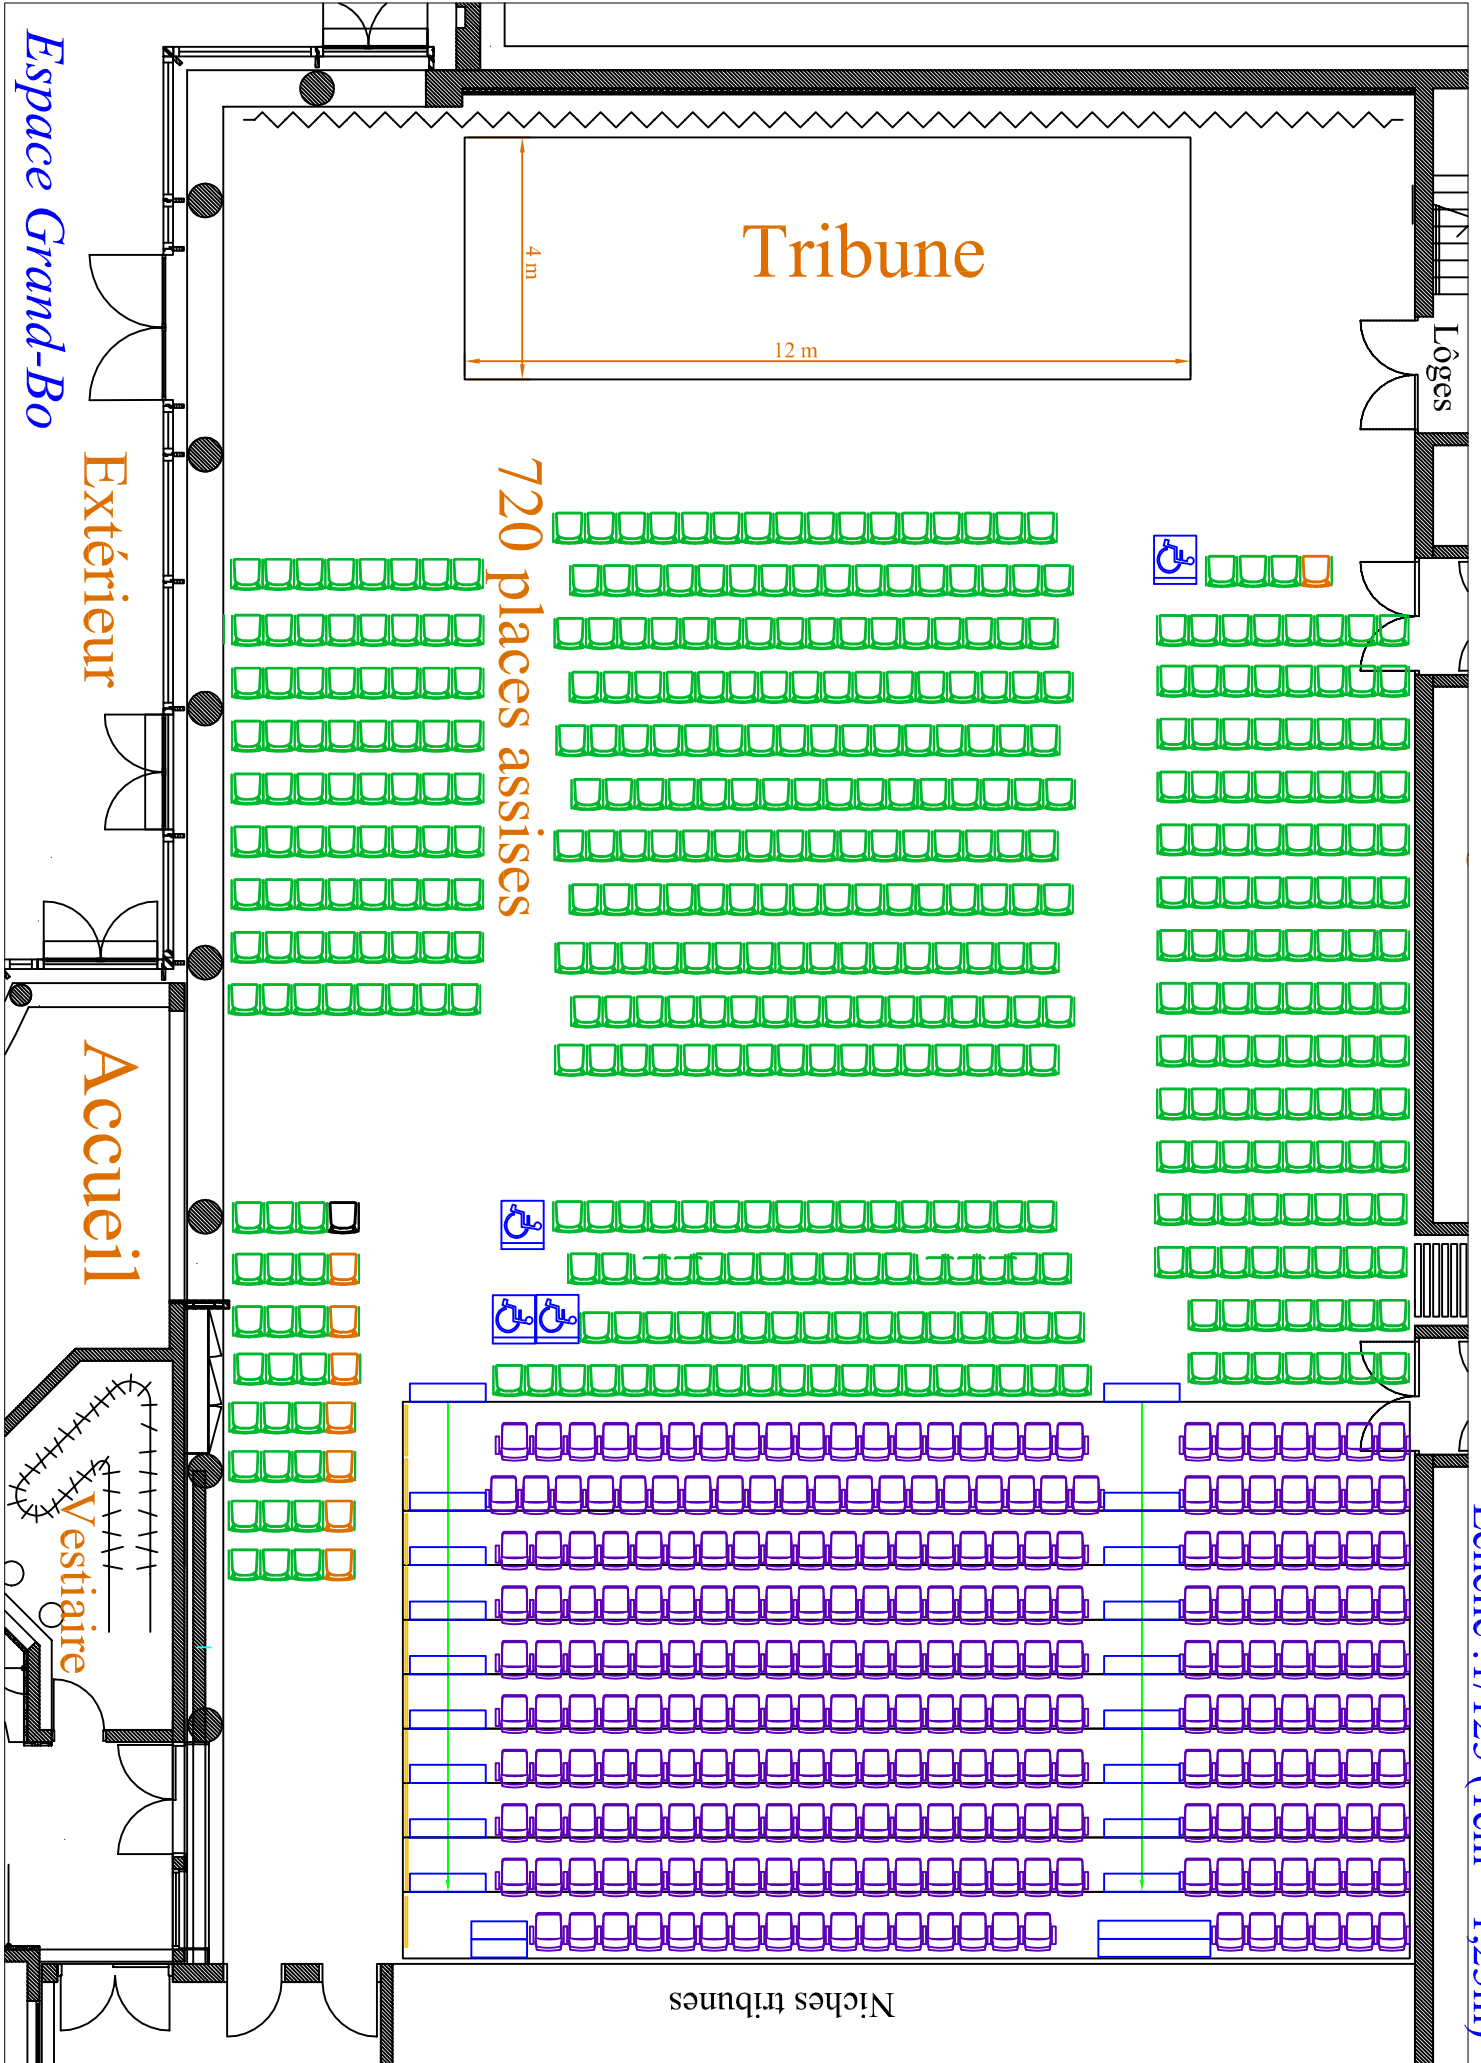 Espace Grand-Bo
Tribune
4 m
12 m
Lôges
Extérieur
720 places assises
Accueil
Vestiaire
Niches tribunes